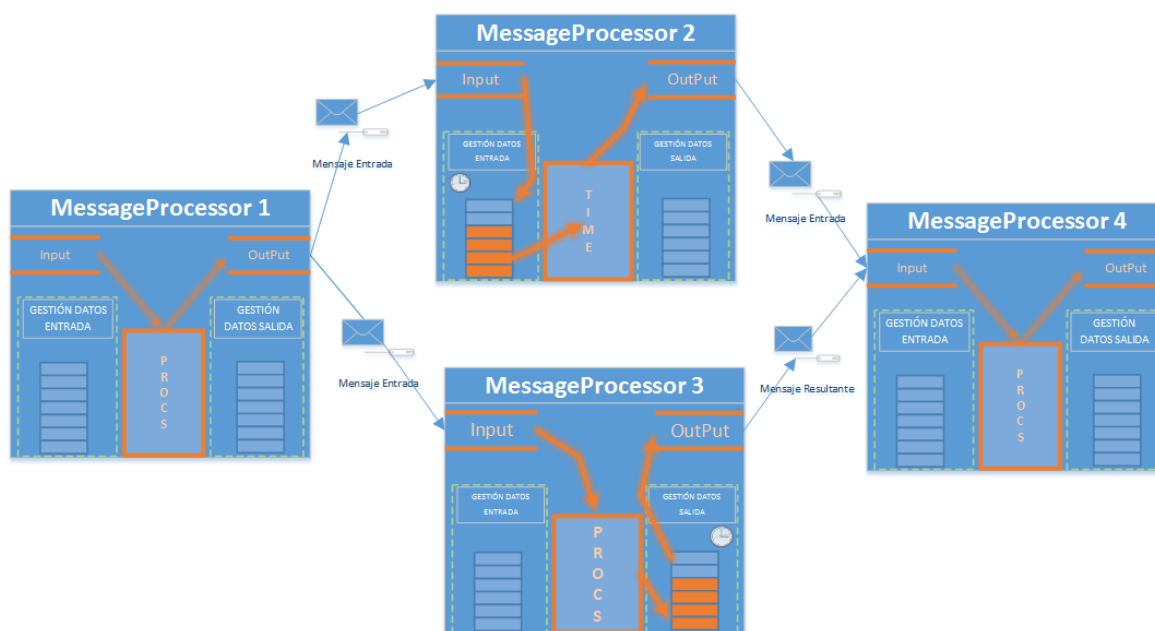 MessageProcessor 1
Input
OutPut
GESTIÓN DATOS
ENTRADA
GESTIÓN
DATOS SALIDA
P
R
O
C
S
Mensaje Entrada
Mensaje Entrada
MessageProcessor 2
Input
OutPut
GESTIÓN DATOS
ENTRADA
GESTIÓN DATOS
SALIDA
T
I
M
E
MessageProcessor 3
Input
OutPut
GESTIÓN DATOS
ENTRADA
GESTIÓN DATOS
SALIDA
P
R
O
C
S
Mensaje Entrada
Mensaje Resultante
MessageProcessor 4
Input
OutPut
GESTIÓN DATOS
ENTRADA
GESTIÓN
DATOS SALIDA
P
R
O
C
S